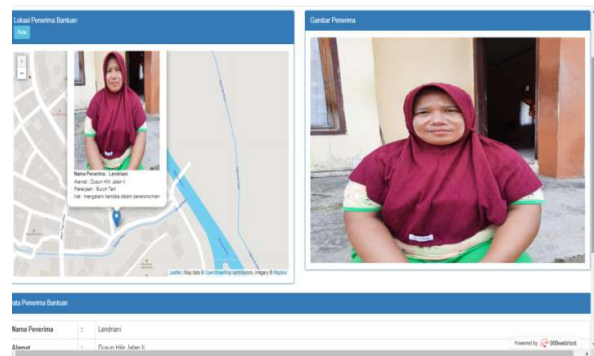 Lokasi Penerima Bantuan
Rute
+
-
Nama Penerima : Lendriani
Alamat : Dusun Hilir Jalan II
Pekerjaan : Buruh Tani
Ket : mengalami kendala dalam perekonomian
Leaflet | Map data © OpenStreetMap contributors, Imagery © Mapbox
Gambar Penerima
ata Penerima Bantuan
Nama Penerima : Lendriani
Alamat : Dusun Hilir Jalan II
Powered by 000webhost